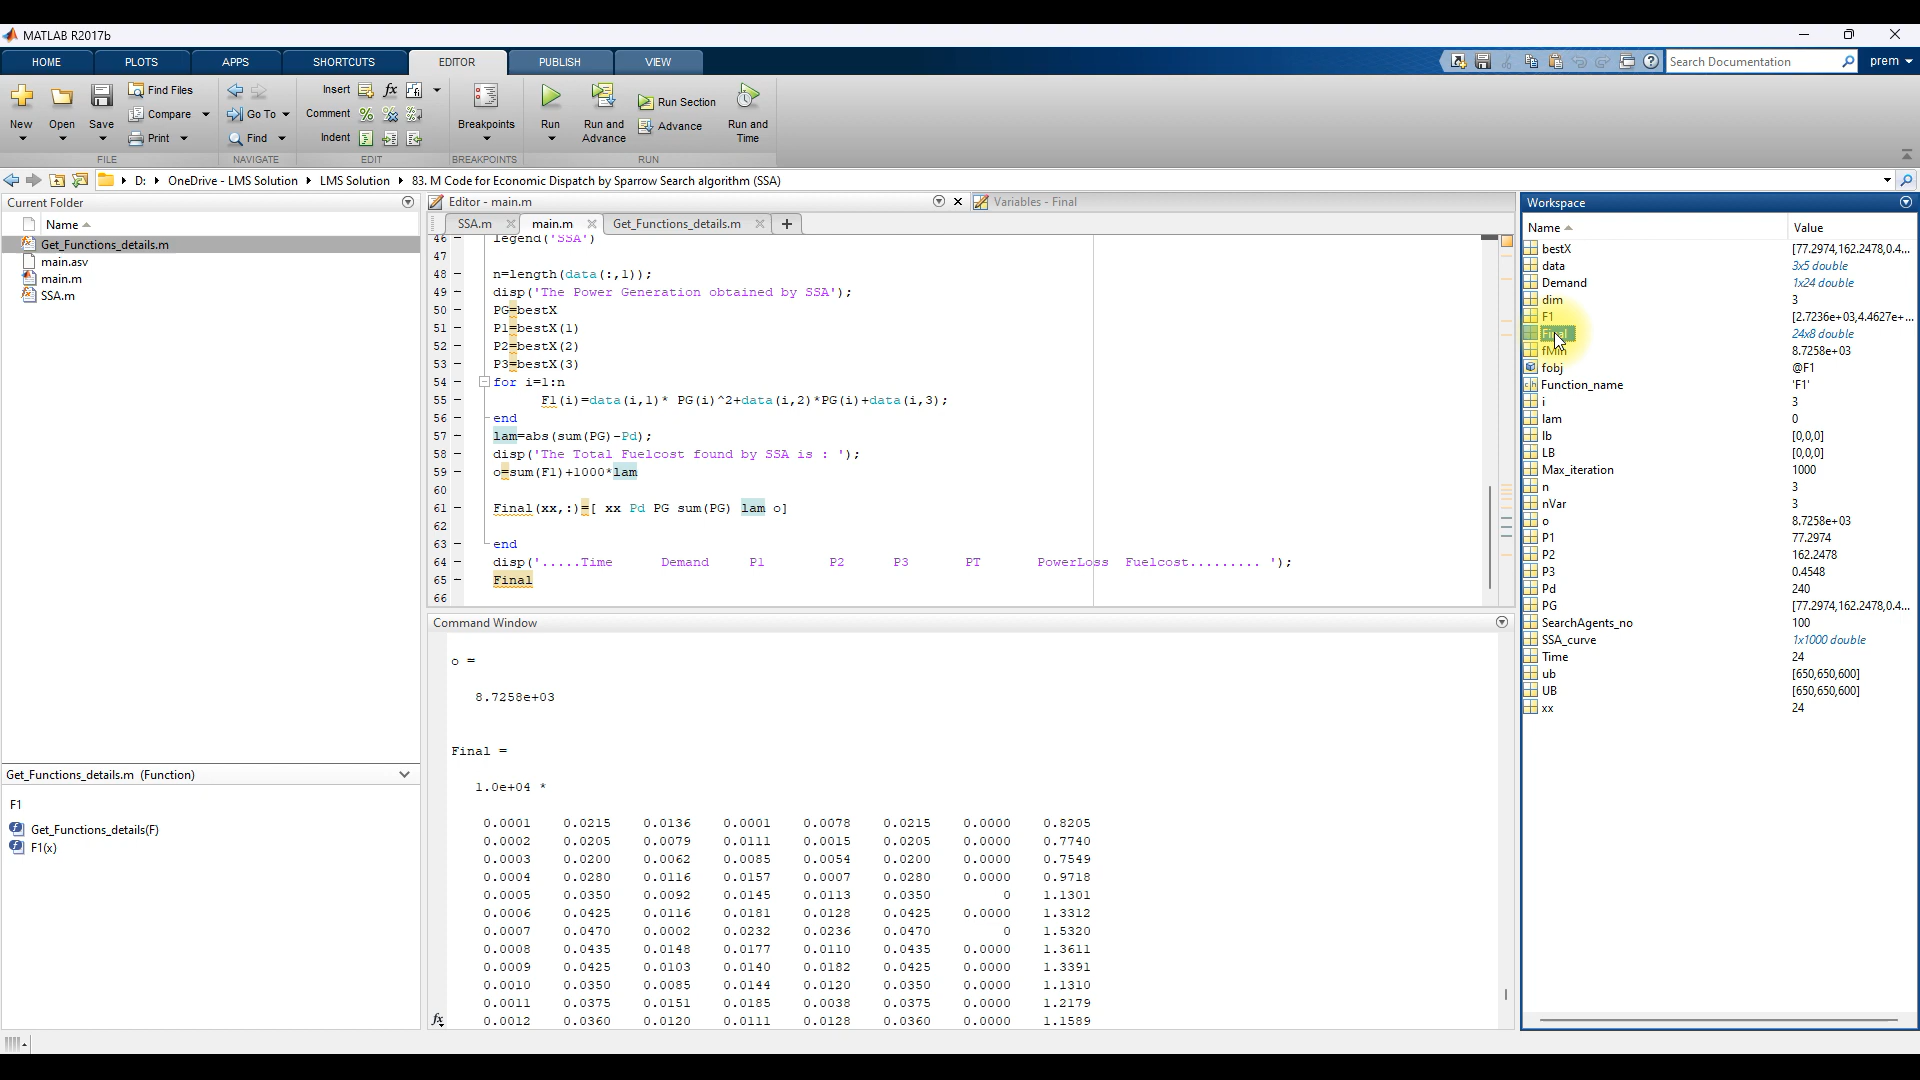 MATLAB R2017b
HOME PLOTS APPS SHORTCUTS EDITOR PUBLISH VIEW
Search Documentation prem
New Open Save Find Files Compare Print
FILE
Go To Find
NAVIGATE
Insert fx Comment Indent
EDIT
Breakpoints
BREAKPOINTS
Run Run and Advance Run Section Advance Run and Time
RUN
D: OneDrive - LMS Solution LMS Solution 83. M Code for Economic Dispatch by Sparrow Search algorithm (SSA)
Current Folder
Name
Get_Functions_details.m
main.asv
main.m
SSA.m
Get_Functions_details.m (Function)
F1
Get_Functions_details(F)
F1(x)
Editor - main.m
Variables - Final
SSA.m main.m Get_Functions_details.m
46 legend('SSA')
47
48 n=length(data(:,1));
49 disp('The Power Generation obtained by SSA');
50 PG=bestX
51 P1=bestX(1)
52 P2=bestX(2)
53 P3=bestX(3)
54 for i=1:n
55 F1(i)=data(i,1)* PG(i)^2+data(i,2)*PG(i)+data(i,3);
56 end
57 lam=abs(sum(PG)-Pd);
58 disp('The Total Fuelcost found by SSA is : ');
59 o=sum(F1)+1000*lam
60
61 Final(xx,:)=[ xx Pd PG sum(PG) lam o]
62
63 end
64 disp('.....Time Demand P1 P2 P3 PT PowerLoss Fuelcost......... ');
65 Final
66
Command Window
o =
8.7258e+03
Final =
1.0e+04 *
0.0001 0.0215 0.0136 0.0001 0.0078 0.0215 0.0000 0.8205
0.0002 0.0205 0.0079 0.0111 0.0015 0.0205 0.0000 0.7740
0.0003 0.0200 0.0062 0.0085 0.0054 0.0200 0.0000 0.7549
0.0004 0.0280 0.0116 0.0157 0.0007 0.0280 0.0000 0.9718
0.0005 0.0350 0.0092 0.0145 0.0113 0.0350 0 1.1301
0.0006 0.0425 0.0116 0.0181 0.0128 0.0425 0.0000 1.3312
0.0007 0.0470 0.0002 0.0232 0.0236 0.0470 0 1.5320
0.0008 0.0435 0.0148 0.0177 0.0110 0.0435 0.0000 1.3611
0.0009 0.0425 0.0103 0.0140 0.0182 0.0425 0.0000 1.3391
0.0010 0.0350 0.0085 0.0144 0.0120 0.0350 0.0000 1.1310
0.0011 0.0375 0.0151 0.0185 0.0038 0.0375 0.0000 1.2179
0.0012 0.0360 0.0120 0.0111 0.0128 0.0360 0.0000 1.1589
fx
Workspace
Name Value
bestX [77.2974,162.2478,0.4...
data 3x5 double
Demand 1x24 double
dim 3
F1 [2.7236e+03,4.4627e+...
Final 24x8 double
fMin 8.7258e+03
fobj @F1
Function_name 'F1'
i 3
lam 0
lb [0,0,0]
LB [0,0,0]
Max_iteration 1000
n 3
nVar 3
o 8.7258e+03
P1 77.2974
P2 162.2478
P3 0.4548
Pd 240
PG [77.2974,162.2478,0.4...
SearchAgents_no 100
SSA_curve 1x1000 double
Time 24
ub [650,650,600]
UB [650,650,600]
xx 24